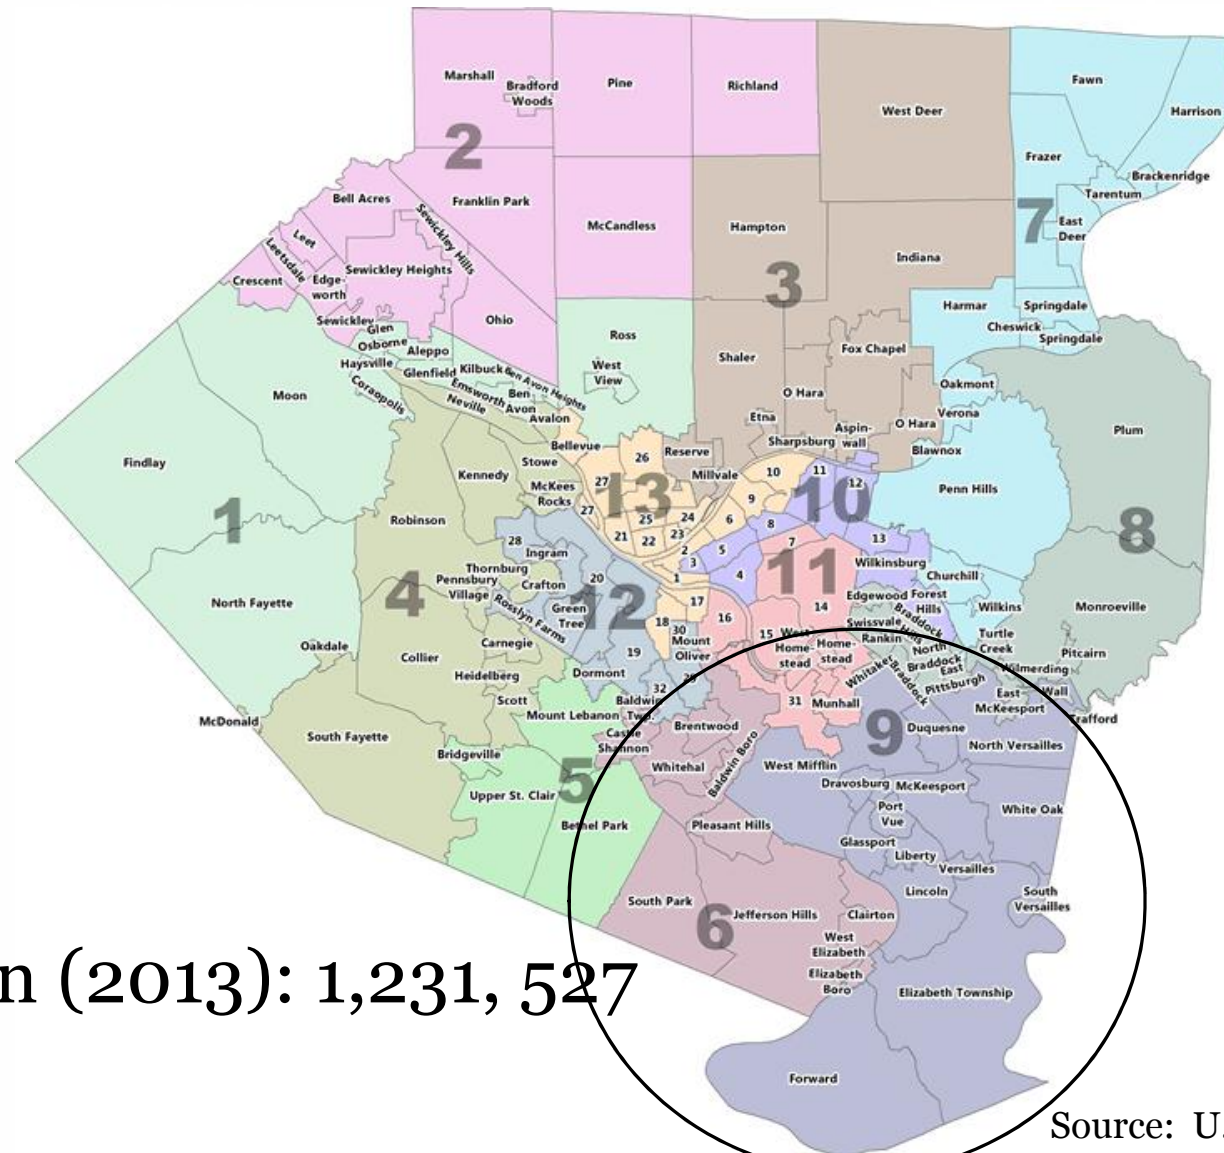 Marshall
Bradford
Woods
Pine
Richland
West Deer
Fawn
Harrison
2
Frazer
Brackenridge
Tarentum
Bell Acres
Franklin Park
Sewickley Hills
McCandless
Hampton
7
East
Deer
Leet
Leetsdale
Sewickley Heights
Indiana
Crescent
Edge-
worth
3
Harmar
Springdale
Sewickley
Glen
Osborne
Ohio
Ross
Cheswick
Springdale
Aleppo
Haysville
Glenfield
Kilbuck
Ben Avon Heights
West
View
Shaler
Fox Chapel
Moon
Coraopolis
Emsworth
Neville
Ben
Avon
Avalon
O Hara
Oakmont
Verona
Etna
O Hara
Aspin-
wall
Sharpsburg
Plum
Findlay
Bellevue
26
Reserve
Blawnox
Stowe
Kennedy
Millvale
10
11
12
Penn Hills
McKees
Rocks
27
27
13
9
10
1
Robinson
25
24
6
8
8
28
21
22
23
7
13
Ingram
2
5
3
11
Wilkinsburg
Thornburg
Pennsbury
Village
Crafton
20
1
4
Churchill
4
North Fayette
Rosslyn Farms
Green
Tree
12
17
14
Edgewood
Forest
Hills
Wilkins
Monroeville
18
30
16
15
Swissvale
Braddock
Hills
Oakdale
Carnegie
19
Mount
Oliver
West
Home-
stead
Home-
stead
Rankin
North
Braddock
Turtle
Creek
Pitcairn
Collier
Heidelberg
Dormont
29
Whitaker
Braddock
East
Pittsburgh
Wilmerding
Wall
32
Scott
Baldwin
Twp.
31
Munhall
East
McKeesport
Trafford
McDonald
Mount Lebanon
Brentwood
9
Duquesne
South Fayette
Castle
Shannon
North Versailles
Bridgeville
Whitehal
Baldwin Boro
West Mifflin
5
Dravosburg
McKeesport
Upper St. Clair
Port
Vue
White Oak
Bethel Park
Pleasant Hills
Glassport
Liberty
Versailles
South Park
6
Jefferson Hills
Clairton
Lincoln
South
Versailles
West
Elizabeth
Elizabeth
Boro
Elizabeth Township
n (2013): 1,231, 527
Forward
Source: U.